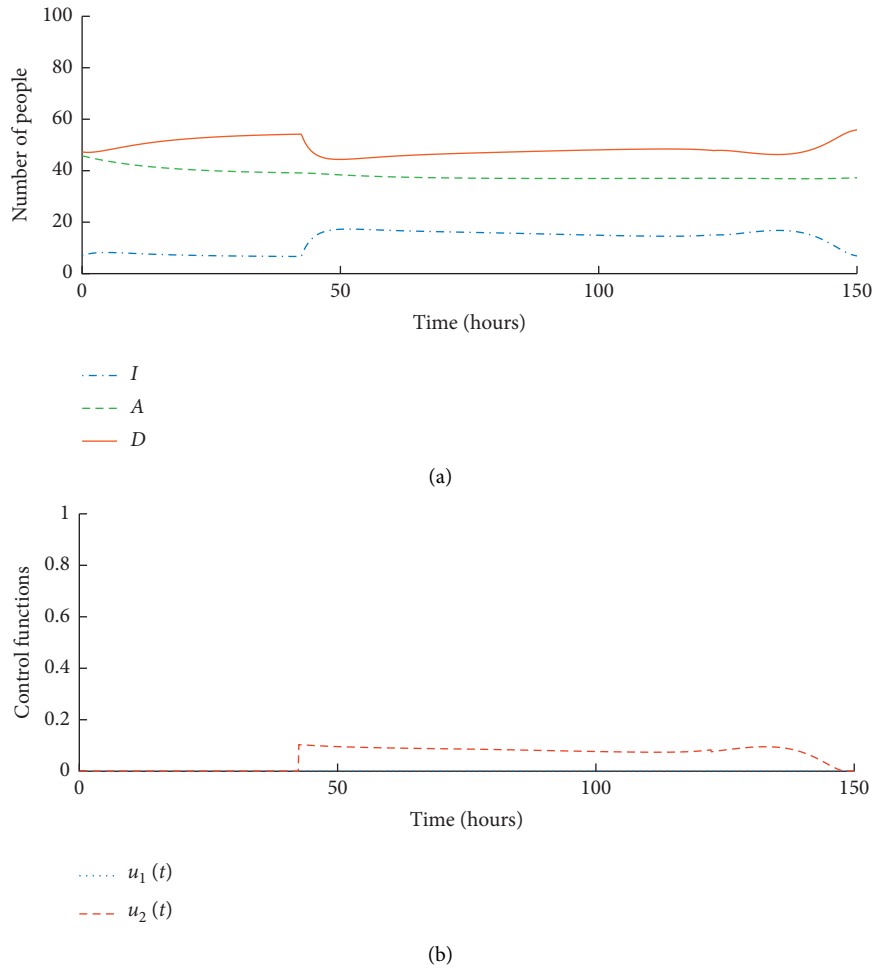 100
80
60
40
20
0
Number of people
0 50 100 150
Time (hours)
I
A
D
(a)
1
0.8
0.6
0.4
0.2
0
Control functions
0 50 100 150
Time (hours)
u₁ (t)
u₂ (t)
(b)